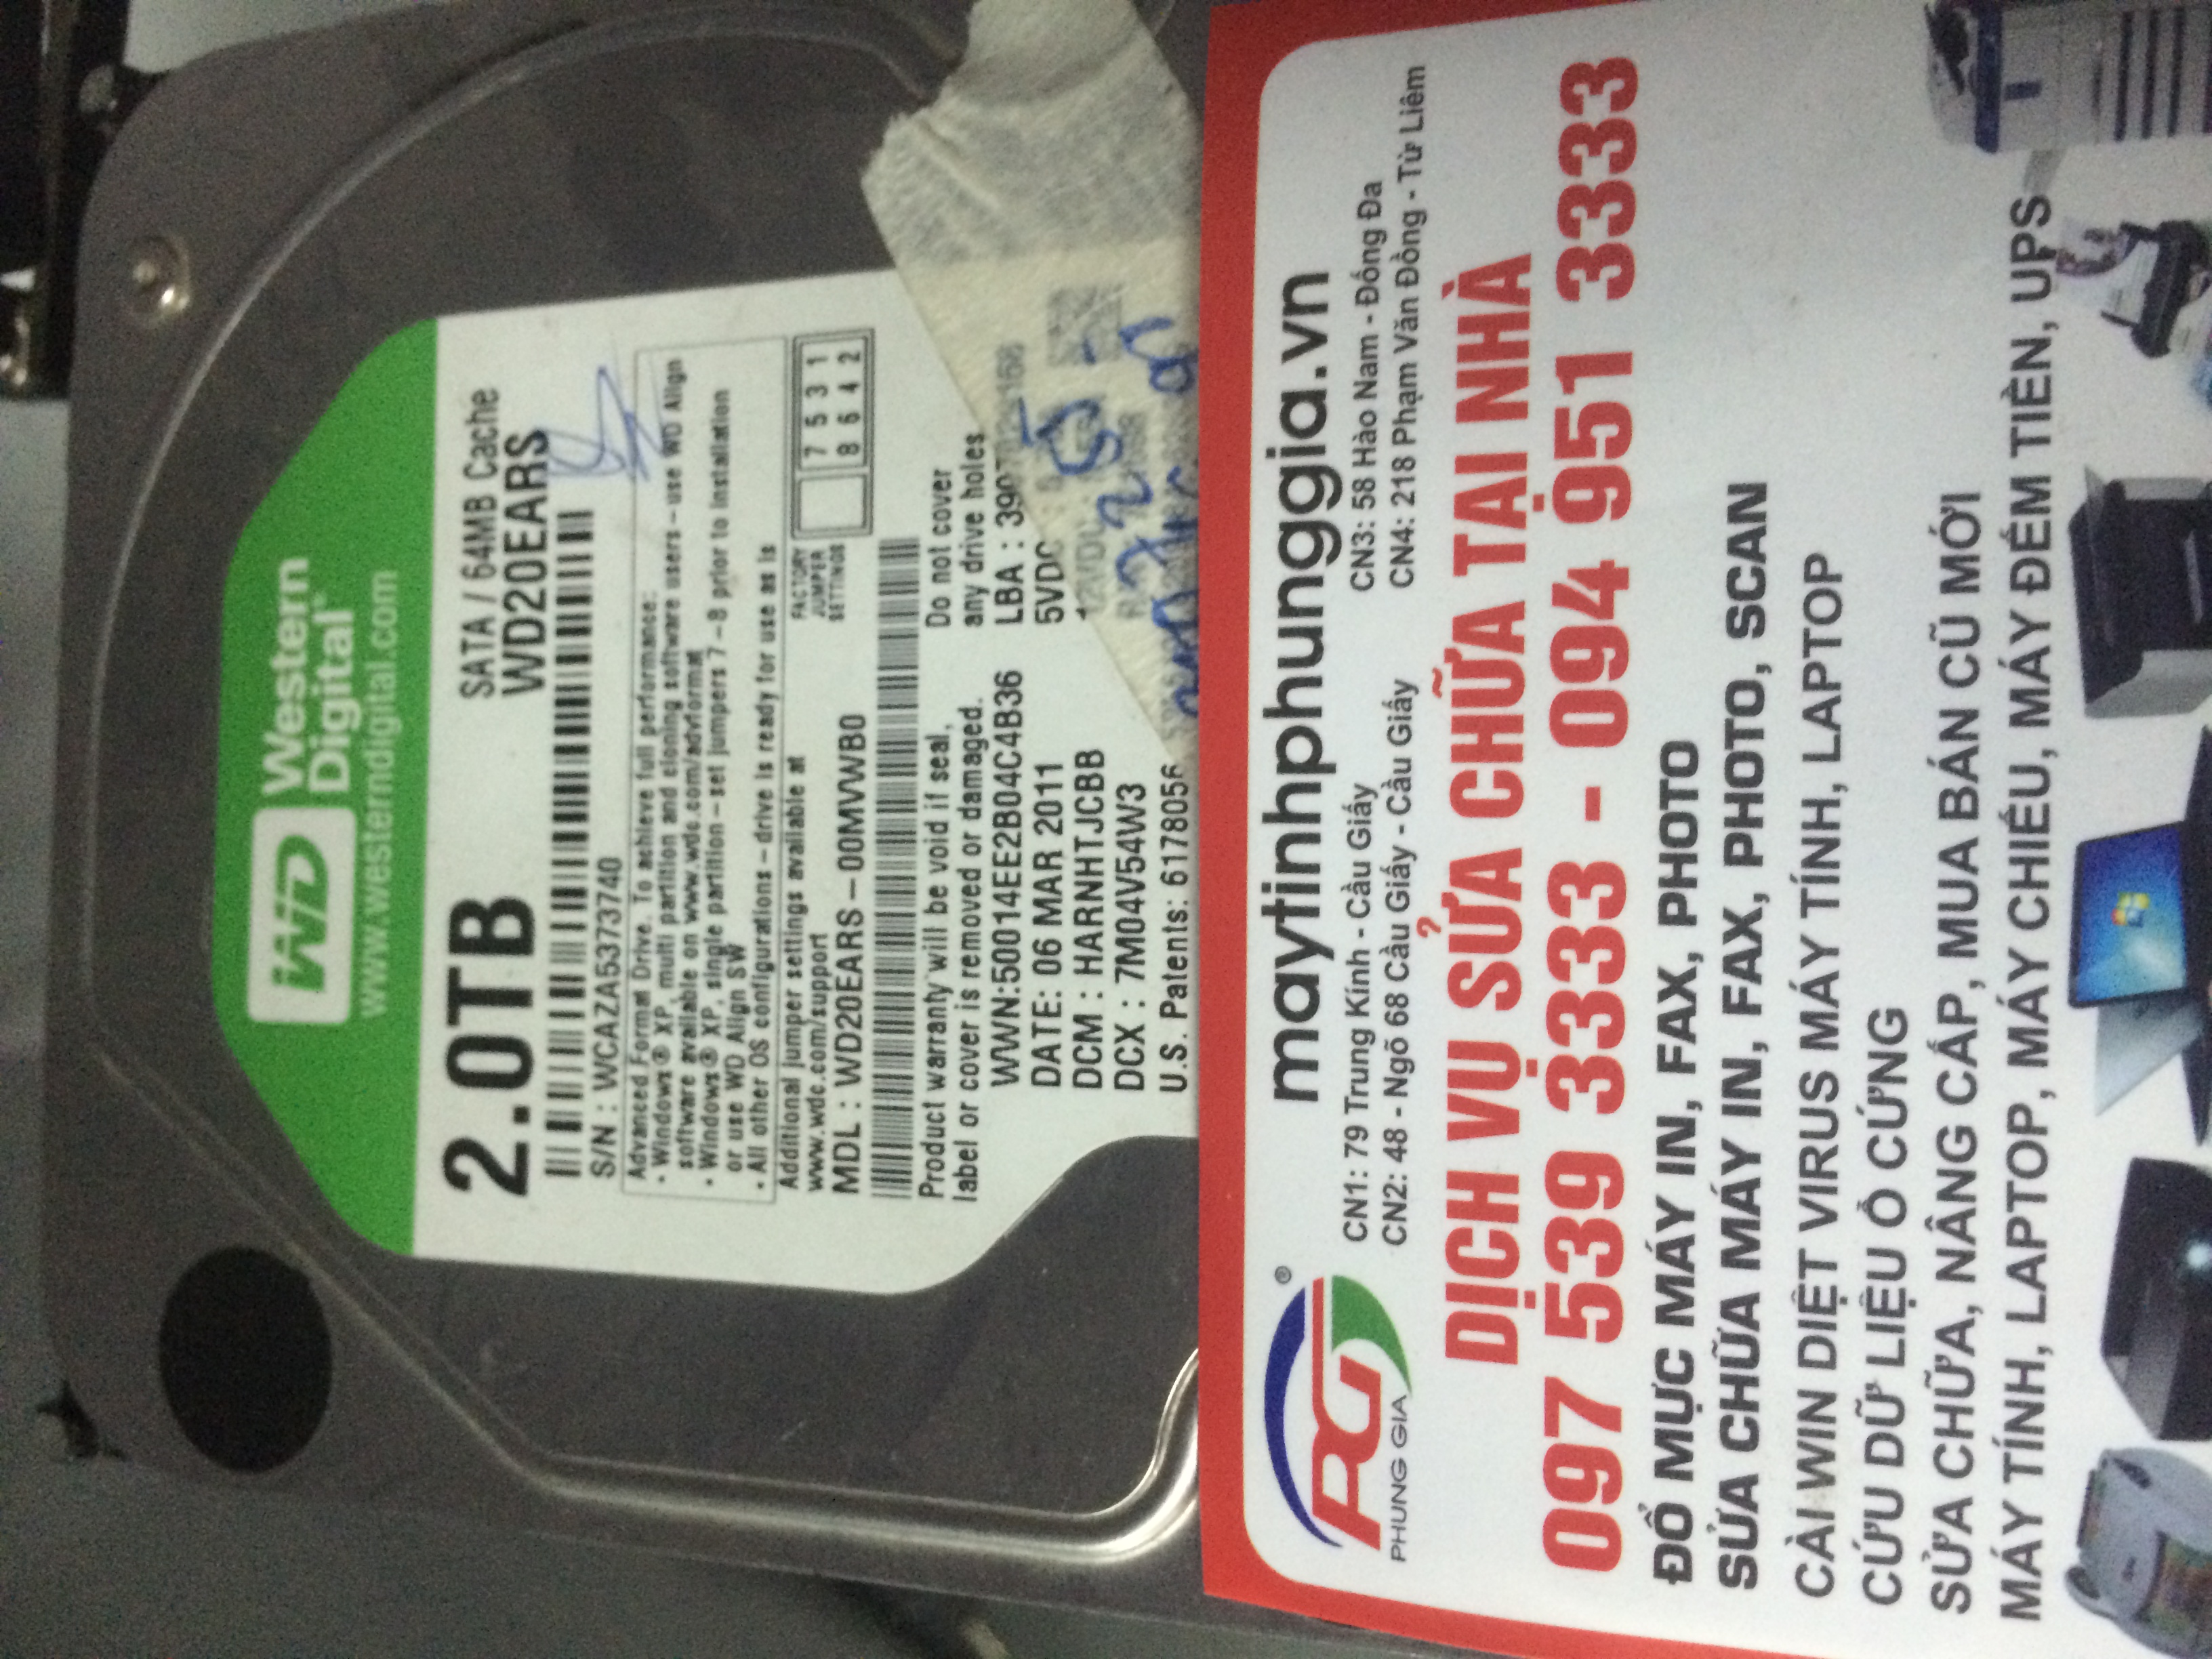 WD Western
Digital
www.westerndigital.com
2.0TB
SATA / 64MB Cache
WD20EARS
S/N : WCAZA5373740
Advanced Format Drive. To achieve full performance:
• Windows® XP, multi partition and cloning software users - use WD Align
software available on www.wdc.com/advformat
• Windows® XP, single partition - set jumpers 7 - 8 prior to installation
or use WD Align SW
• All other OS configurations - drive is ready for use as is
Additional jumper settings available at
www.wdc.com/support
FACTORY
JUMPER
SETTINGS
7 5 3 1
8 6 4 2
MDL : WD20EARS - 00MVWB0
Product warranty will be void if seal,
label or cover is removed or damaged.
Do not cover
any drive holes
WWN:50014EE2B04C4B36
LBA : 390
DATE: 06 MAR 2011
5VDC
DCM : HARNHTJCBB
DCX : 7M04V54W3
U.S. Patents: 6178056
PG ®
PHUNG GIA
maytinhphunggia.vn
CN1: 79 Trung Kính - Cầu Giấy
CN3: 58 Hào Nam - Đống Đa
CN2: 48 - Ngõ 68 Cầu Giấy - Cầu Giấy
CN4: 218 Phạm Văn Đồng - Từ Liêm
DỊCH VỤ SỬA CHỮA TẠI NHÀ
097 539 3333 - 094 951 3333
ĐỔ MỰC MÁY IN, FAX, PHOTO
SỬA CHỮA MÁY IN, FAX, PHOTO, SCAN
CÀI WIN DIỆT VIRUS MÁY TÍNH, LAPTOP
CỨU DỮ LIỆU Ổ CỨNG
SỬA CHỮA, NÂNG CẤP, MUA BÁN CŨ MỚI
MÁY TÍNH, LAPTOP, MÁY CHIẾU, MÁY ĐẾM TIỀN, UPS